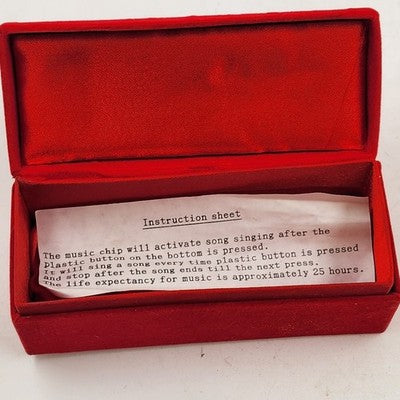 Instruction sheet
The music chip will activate song singing after the
plastic button on the bottom is pressed.
It will sing a song every time plastic button is pressed
and stop after the song ends till the next press.
The life expectancy for music is approximately 25 hours.